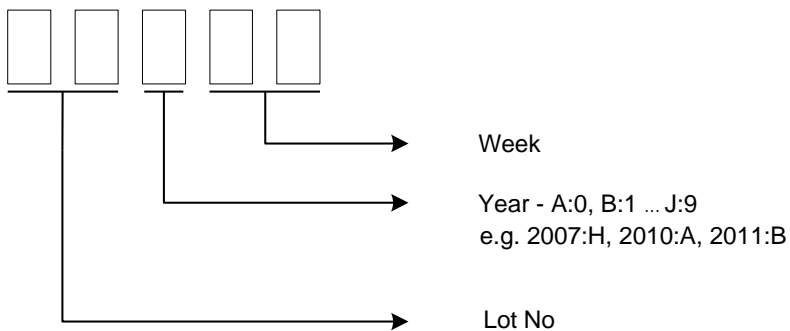 Week
Year - A:0, B:1 ... J:9
e.g. 2007:H, 2010:A, 2011:B
Lot No